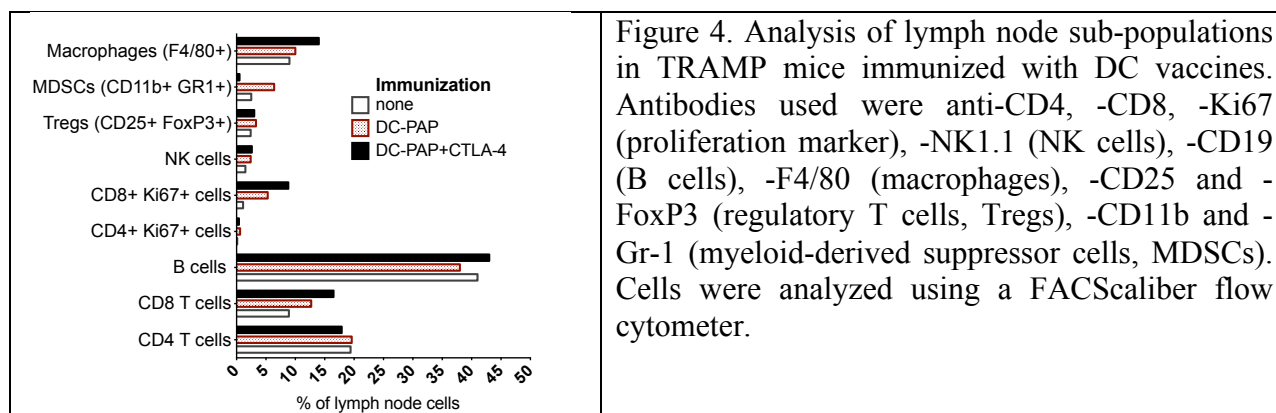 Macrophages (F4/80+)
MDSCs (CD11b+ GR1+)
Tregs (CD25+ FoxP3+)
NK cells
CD8+ Ki67+ cells
CD4+ Ki67+ cells
B cells
CD8 T cells
CD4 T cells
Immunization
none
DC-PAP
DC-PAP+CTLA-4
0 5 10 15 20 25 30 35 40 45 50
% of lymph node cells
Figure 4. Analysis of lymph node sub-populations
in TRAMP mice immunized with DC vaccines.
Antibodies used were anti-CD4, -CD8, -Ki67
(proliferation marker), -NK1.1 (NK cells), -CD19
(B cells), -F4/80 (macrophages), -CD25 and -
FoxP3 (regulatory T cells, Tregs), -CD11b and -
Gr-1 (myeloid-derived suppressor cells, MDSCs).
Cells were analyzed using a FACScaliber flow
cytometer.